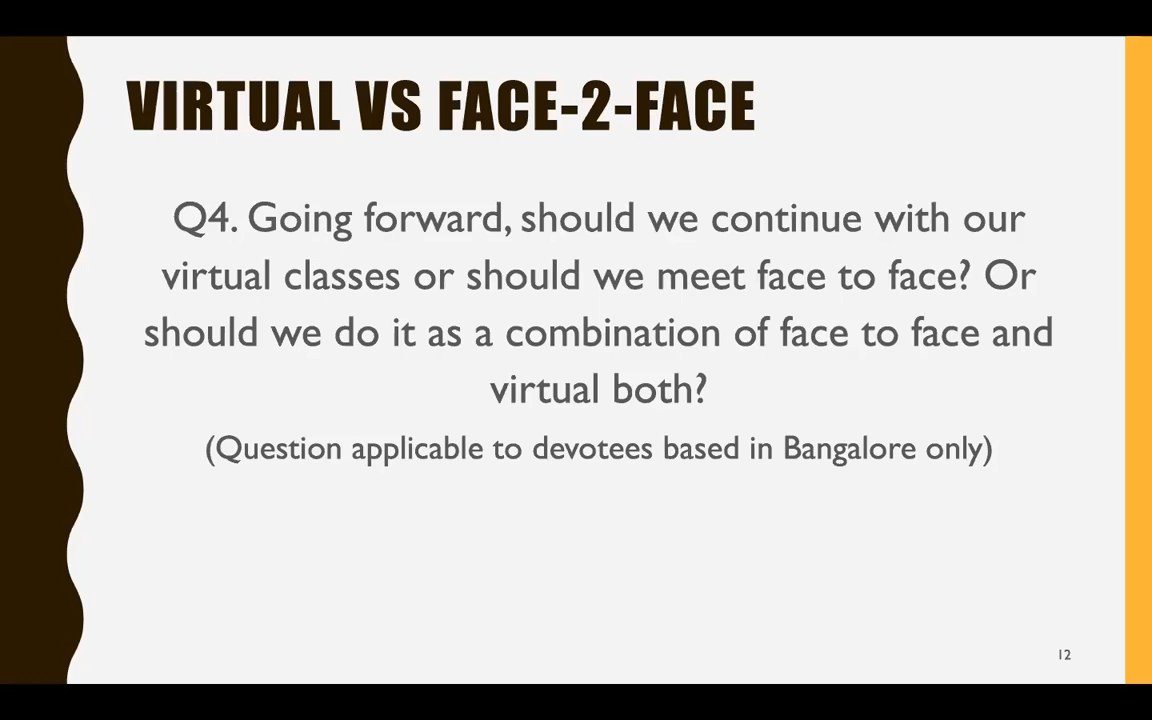 VIRTUAL VS FACE-2-FACE
Q4. Going forward, should we continue with our
virtual classes or should we meet face to face? Or
should we do it as a combination of face to face and
virtual both?
(Question applicable to devotees based in Bangalore only)
12